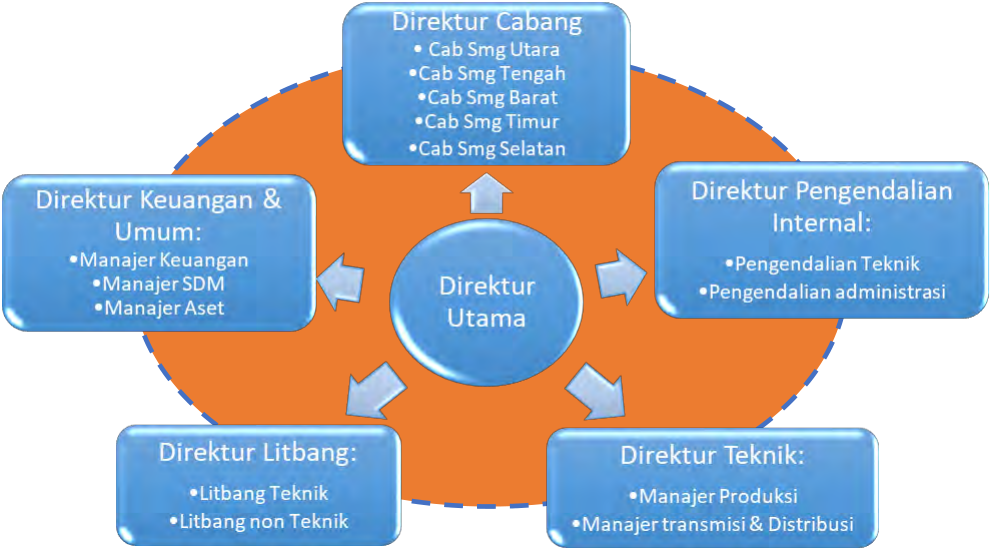 Direktur Cabang
• Cab Smg Utara
•Cab Smg Tengah
•Cab Smg Barat
•Cab Smg Timur
•Cab Smg Selatan
Direktur Keuangan &
Umum:
•Manajer Keuangan
•Manajer SDM
•Manajer Aset
Direktur Pengendalian
Internal:
•Pengendalian Teknik
•Pengendalian administrasi
Direktur
Utama
Direktur Litbang:
•Litbang Teknik
•Litbang non Teknik
Direktur Teknik:
•Manajer Produksi
•Manajer transmisi & Distribusi